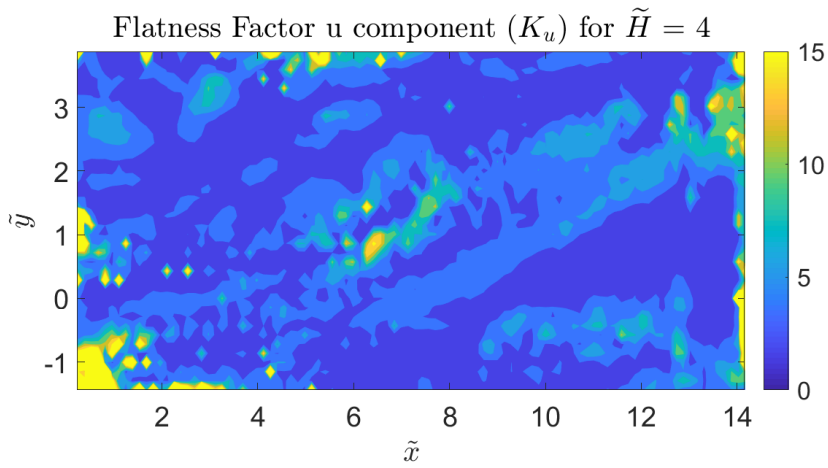 Flatness Factor u component (K_u) for H̃ = 4
15
10
5
0
3
2
1
0
-1
ỹ
2 4 6 8 10 12 14
x̃